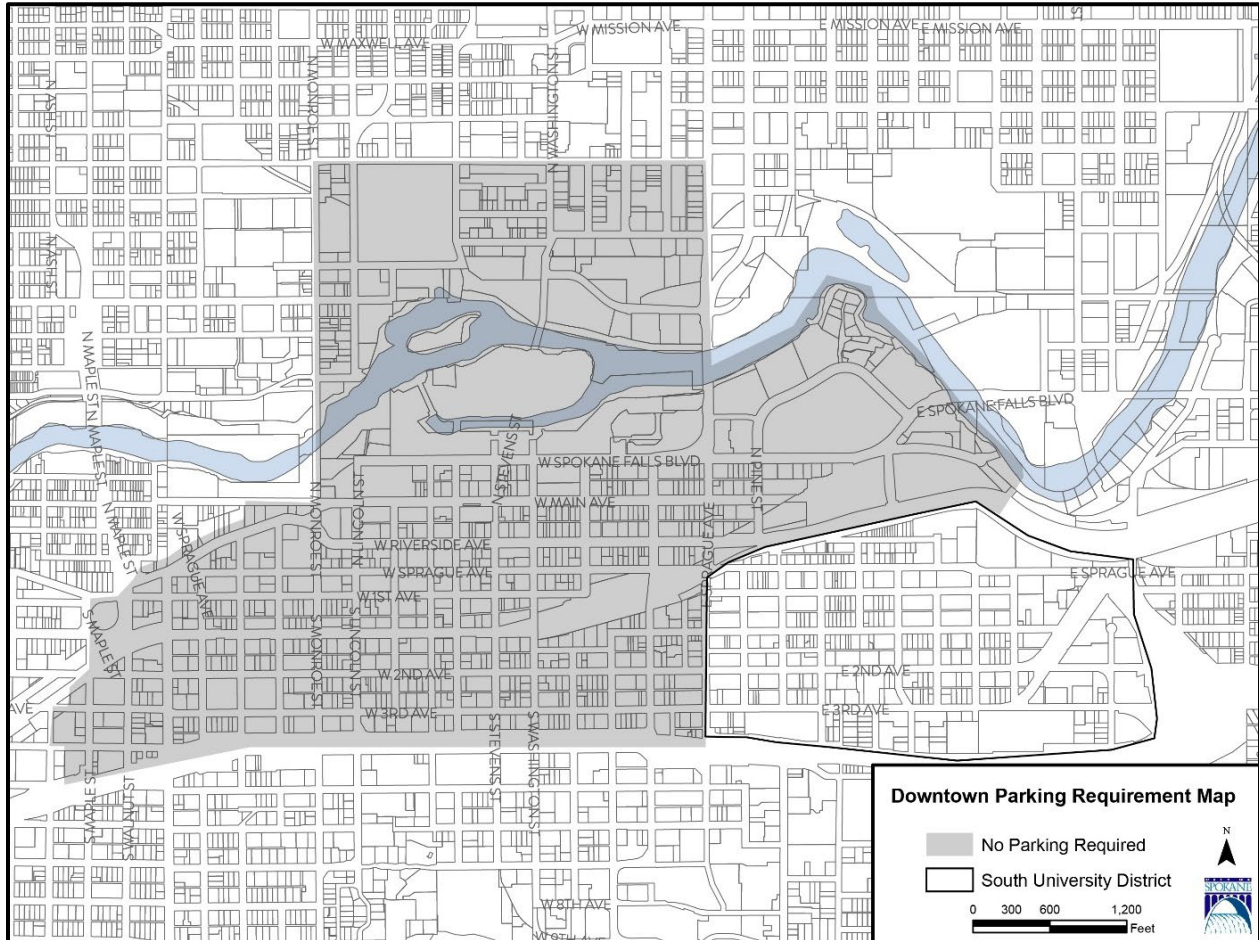 W MISSION AVE
E MISSION AVE
E MISSION AVE
W MAXWELL AVE
N ASH ST
N MONROE ST
N WASHINGTON ST
N ASH ST
N MAPLE ST
N MAPLE ST
N MAPLE ST
W SPRAGUE AVE
N MONROE ST
N LINCOLN ST
N STEVENS ST
W SPOKANE FALLS BLVD
E SPOKANE FALLS BLVD
N PINE ST
W MAIN AVE
W RIVERSIDE AVE
W SPRAGUE AVE
W 1ST AVE
E SPRAGUE AVE
E SPRAGUE AVE
S MAPLE ST
S MONROE ST
S LINCOLN ST
W 2ND AVE
E 2ND AVE
AVE
W 3RD AVE
E 3RD AVE
S STEVENS ST
S WASHINGTON ST
S MAPLE ST
S WALNUT ST
W 8TH AVE
W 9TH AVE
Downtown Parking Requirement Map
No Parking Required
South University District
N
0 300 600 1,200
Feet
SPOKANE